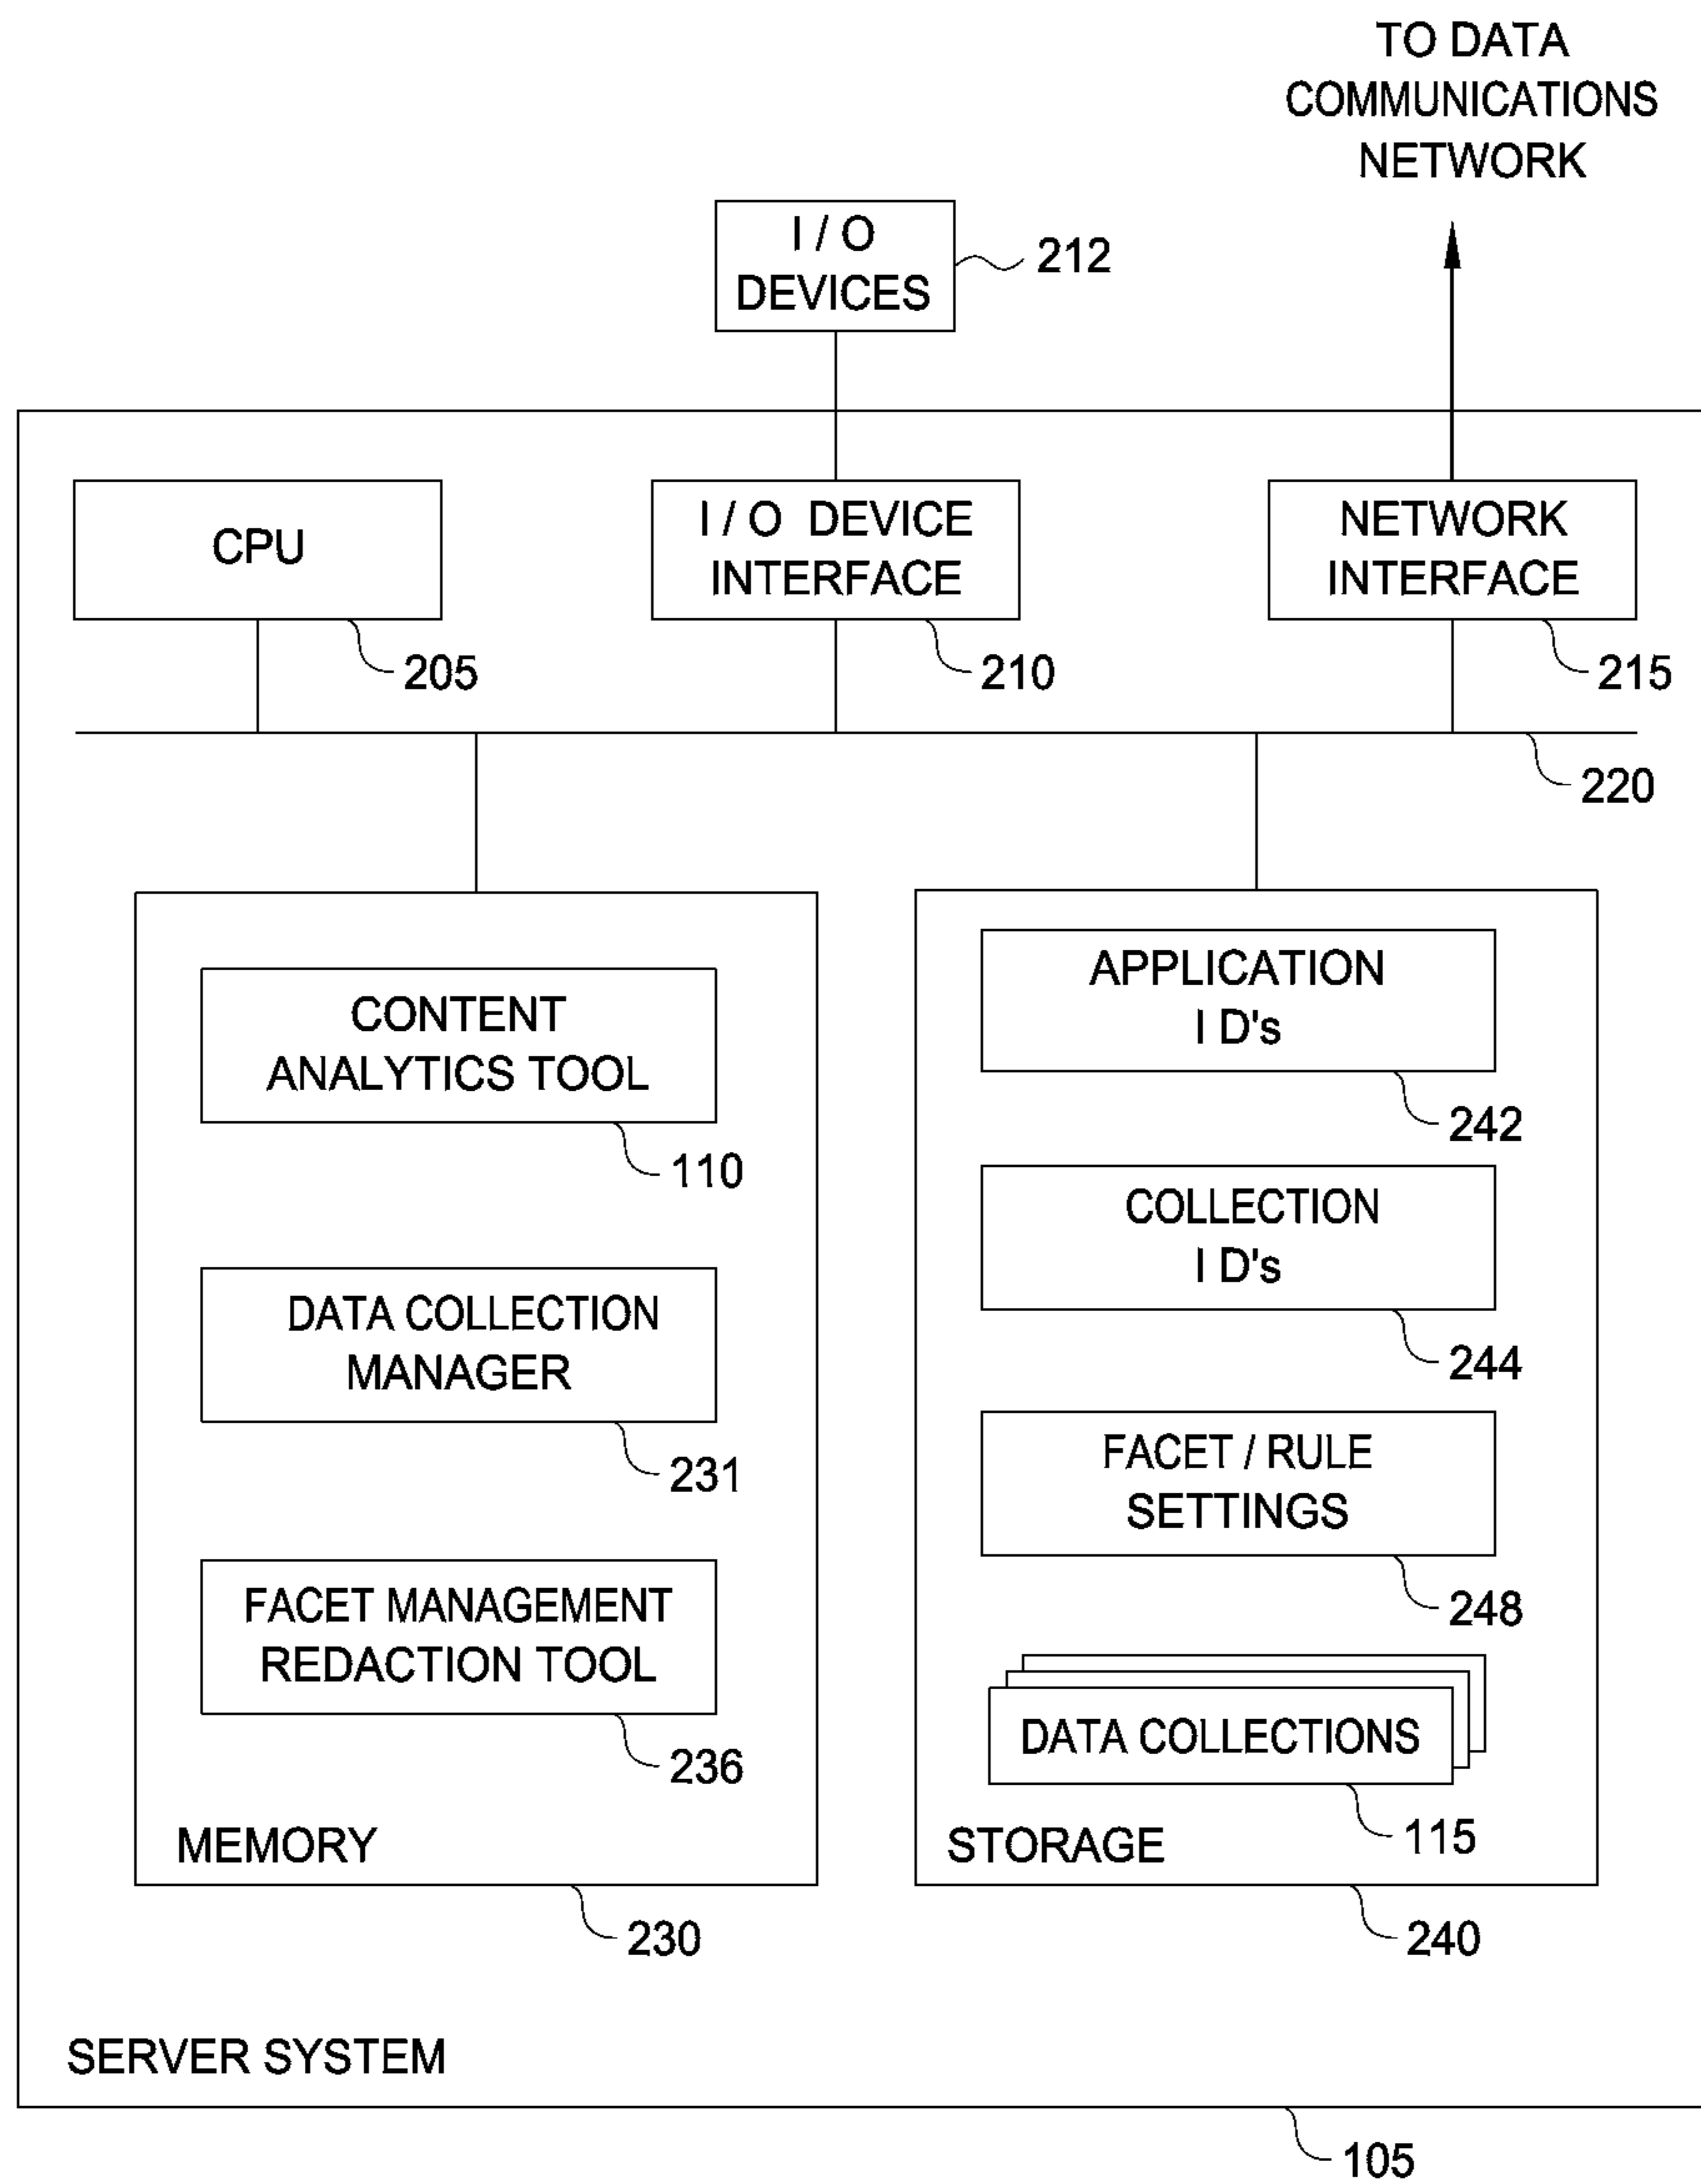 TO DATA
COMMUNICATIONS
NETWORK
I / O
DEVICES
212
CPU
205
I / O DEVICE
INTERFACE
210
NETWORK
INTERFACE
215
220
CONTENT
ANALYTICS TOOL
110
DATA COLLECTION
MANAGER
231
FACET MANAGEMENT
REDACTION TOOL
236
MEMORY
230
APPLICATION
I D's
242
COLLECTION
I D's
244
FACET / RULE
SETTINGS
248
DATA COLLECTIONS
115
STORAGE
240
SERVER SYSTEM
105